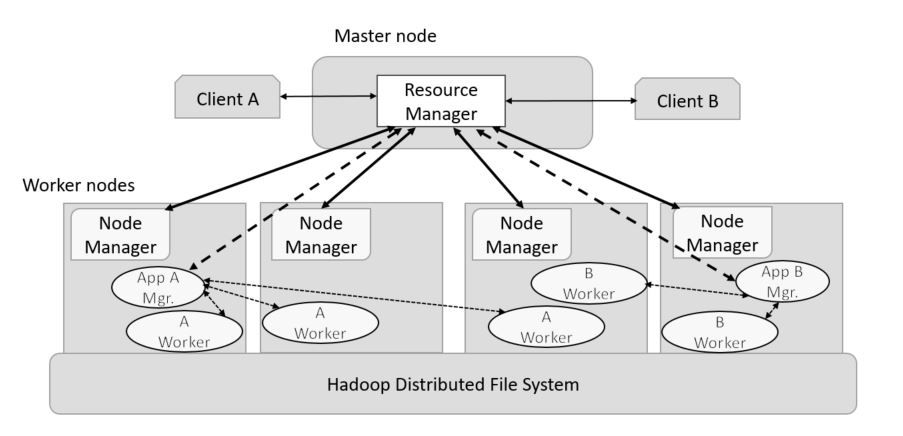 Master node
Client A
Resource
Manager
Client B
Worker nodes
Node
Manager
Node
Manager
Node
Manager
Node
Manager
App A
Mgr.
A
Worker
A
Worker
B
Worker
A
Worker
App B
Mgr.
B
Worker
Hadoop Distributed File System